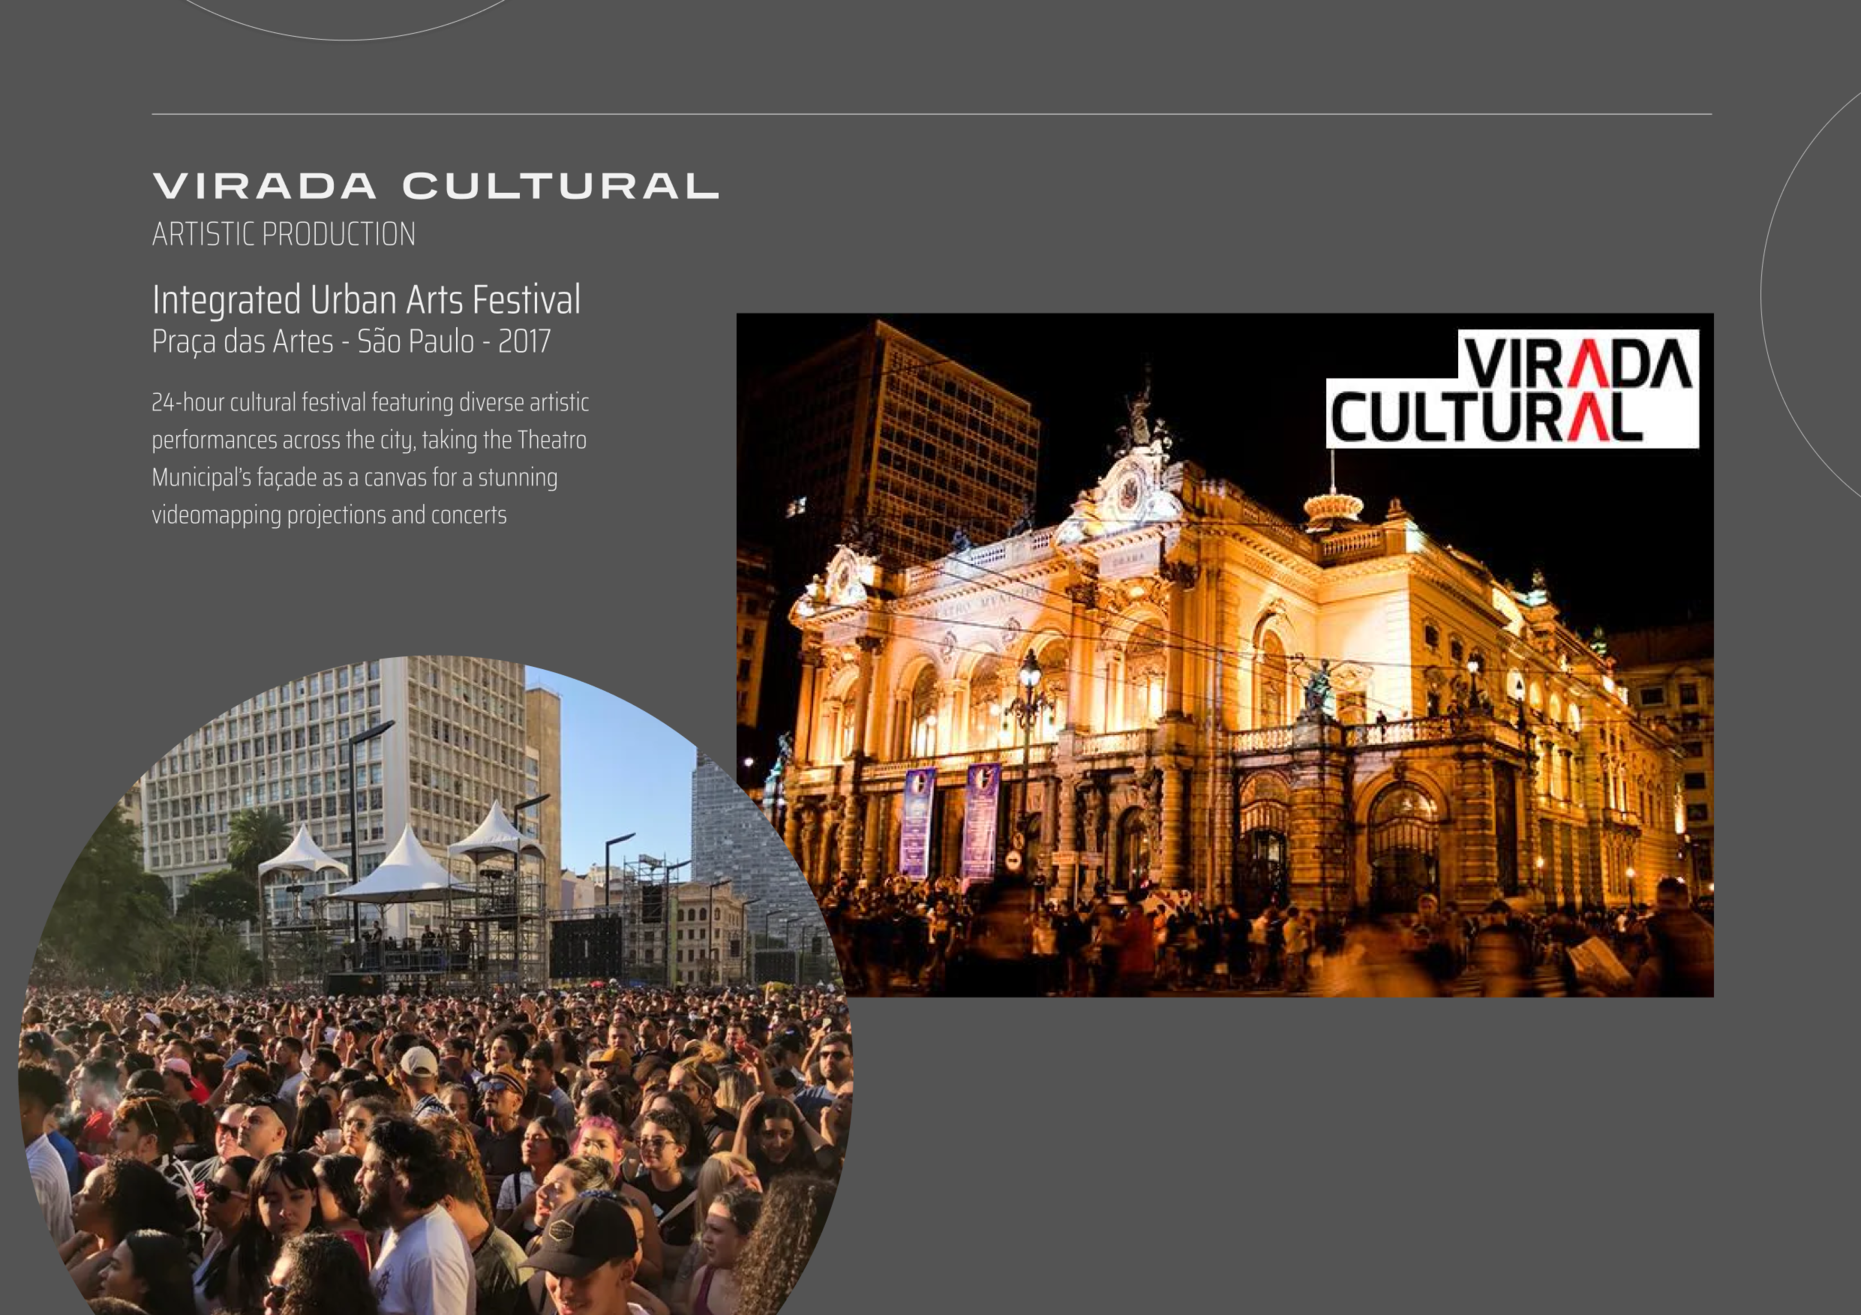 VIRADA CULTURAL
ARTISTIC PRODUCTION
Integrated Urban Arts Festival
Praça das Artes - São Paulo - 2017
24-hour cultural festival featuring diverse artistic
performances across the city, taking the Theatro
Municipal's façade as a canvas for a stunning
videomapping projections and concerts
VIRADA
CULTURAL
DRAMA